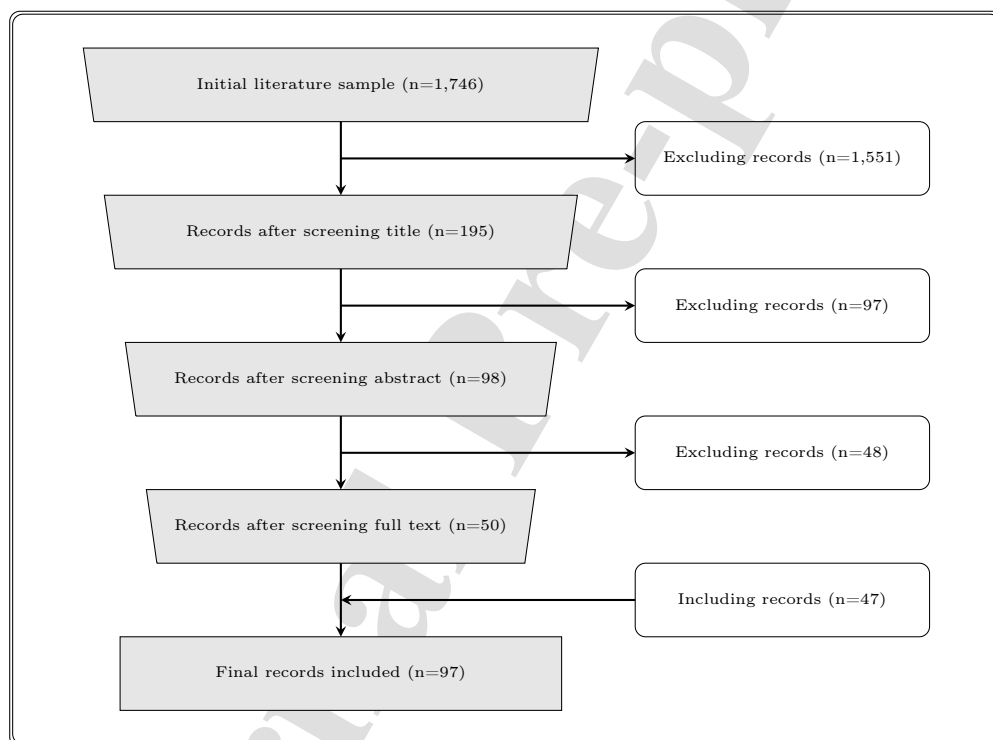 Initial literature sample (n=1,746)
Excluding records (n=1,551)
Records after screening title (n=195)
Excluding records (n=97)
Records after screening abstract (n=98)
Excluding records (n=48)
Records after screening full text (n=50)
Including records (n=47)
Final records included (n=97)